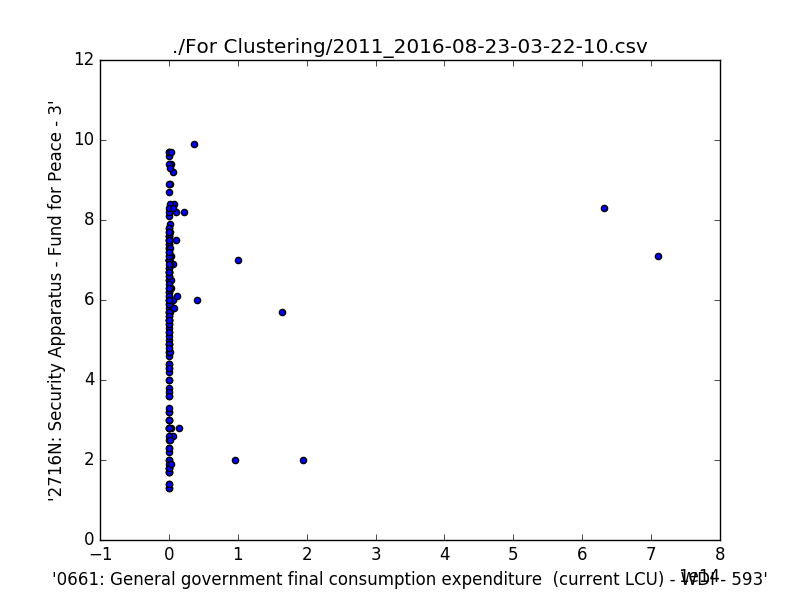 ./For Clustering/2011_2016-08-23-03-22-10.csv
12
10
8
6
4
2
0
'2716N: Security Apparatus - Fund for Peace - 3'
−1 0 1 2 3 4 5 6 7 8
1e14
'0661: General government final consumption expenditure  (current LCU) - WDI - 593'